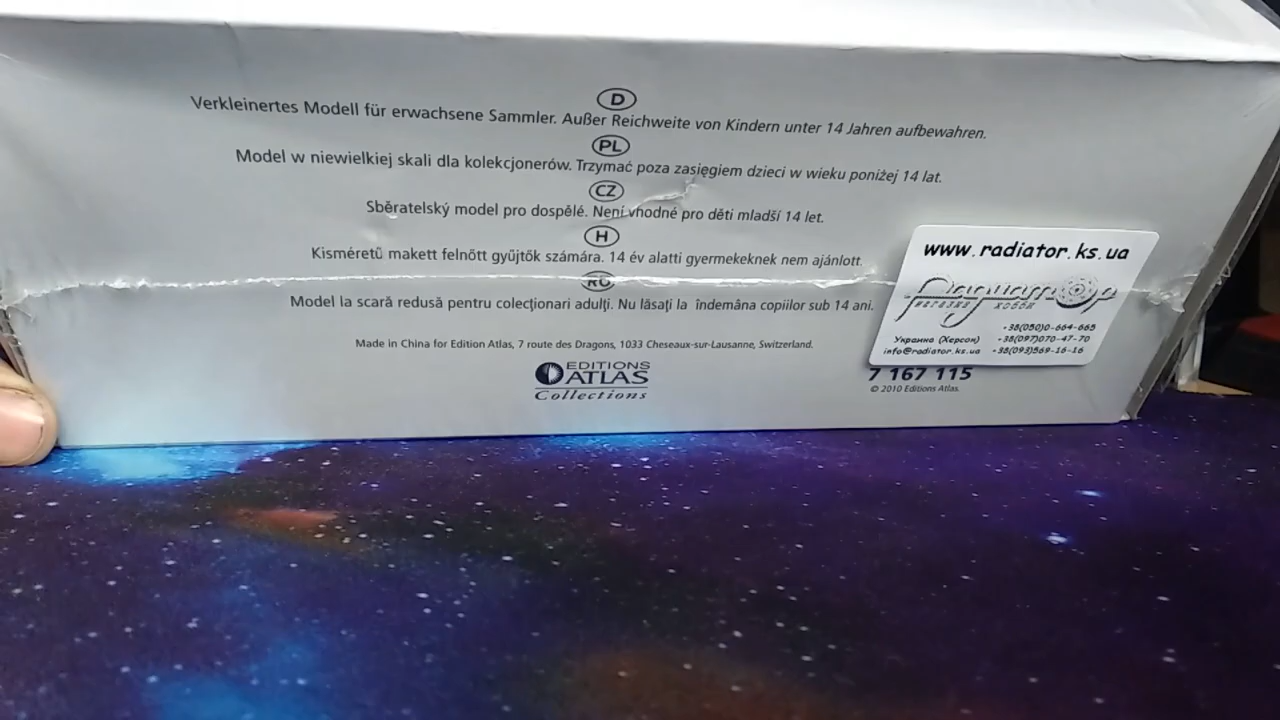 D
Verkleinertes Modell für erwachsene Sammler. Außer Reichweite von Kindern unter 14 Jahren aufbewahren.
PL
Model w niewielkiej skali dla kolekcjonerów. Trzymać poza zasięgiem dzieci w wieku poniżej 14 lat.
CZ
Sběratelský model pro dospělé. Není vhodné pro děti mladší 14 let.
H
Kisméretű makett felnőtt gyűjtők számára. 14 év alatti gyermekeknek nem ajánlott.
RO
Model la scară redusă pentru colecţionari adulţi. Nu lăsaţi la îndemâna copiilor sub 14 ani.
Made in China for Edition Atlas, 7 route des Dragons, 1033 Cheseaux-sur-Lausanne, Switzerland.
EDITIONS
ATLAS
Collections
www.radiator.ks.ua
Радиатор
магазин хобби
+38(050)0-664-665
Украина (Херсон) +38(097)070-47-70
info@radiator.ks.ua +38(093)569-16-16
7 167 115
© 2010 Editions Atlas.